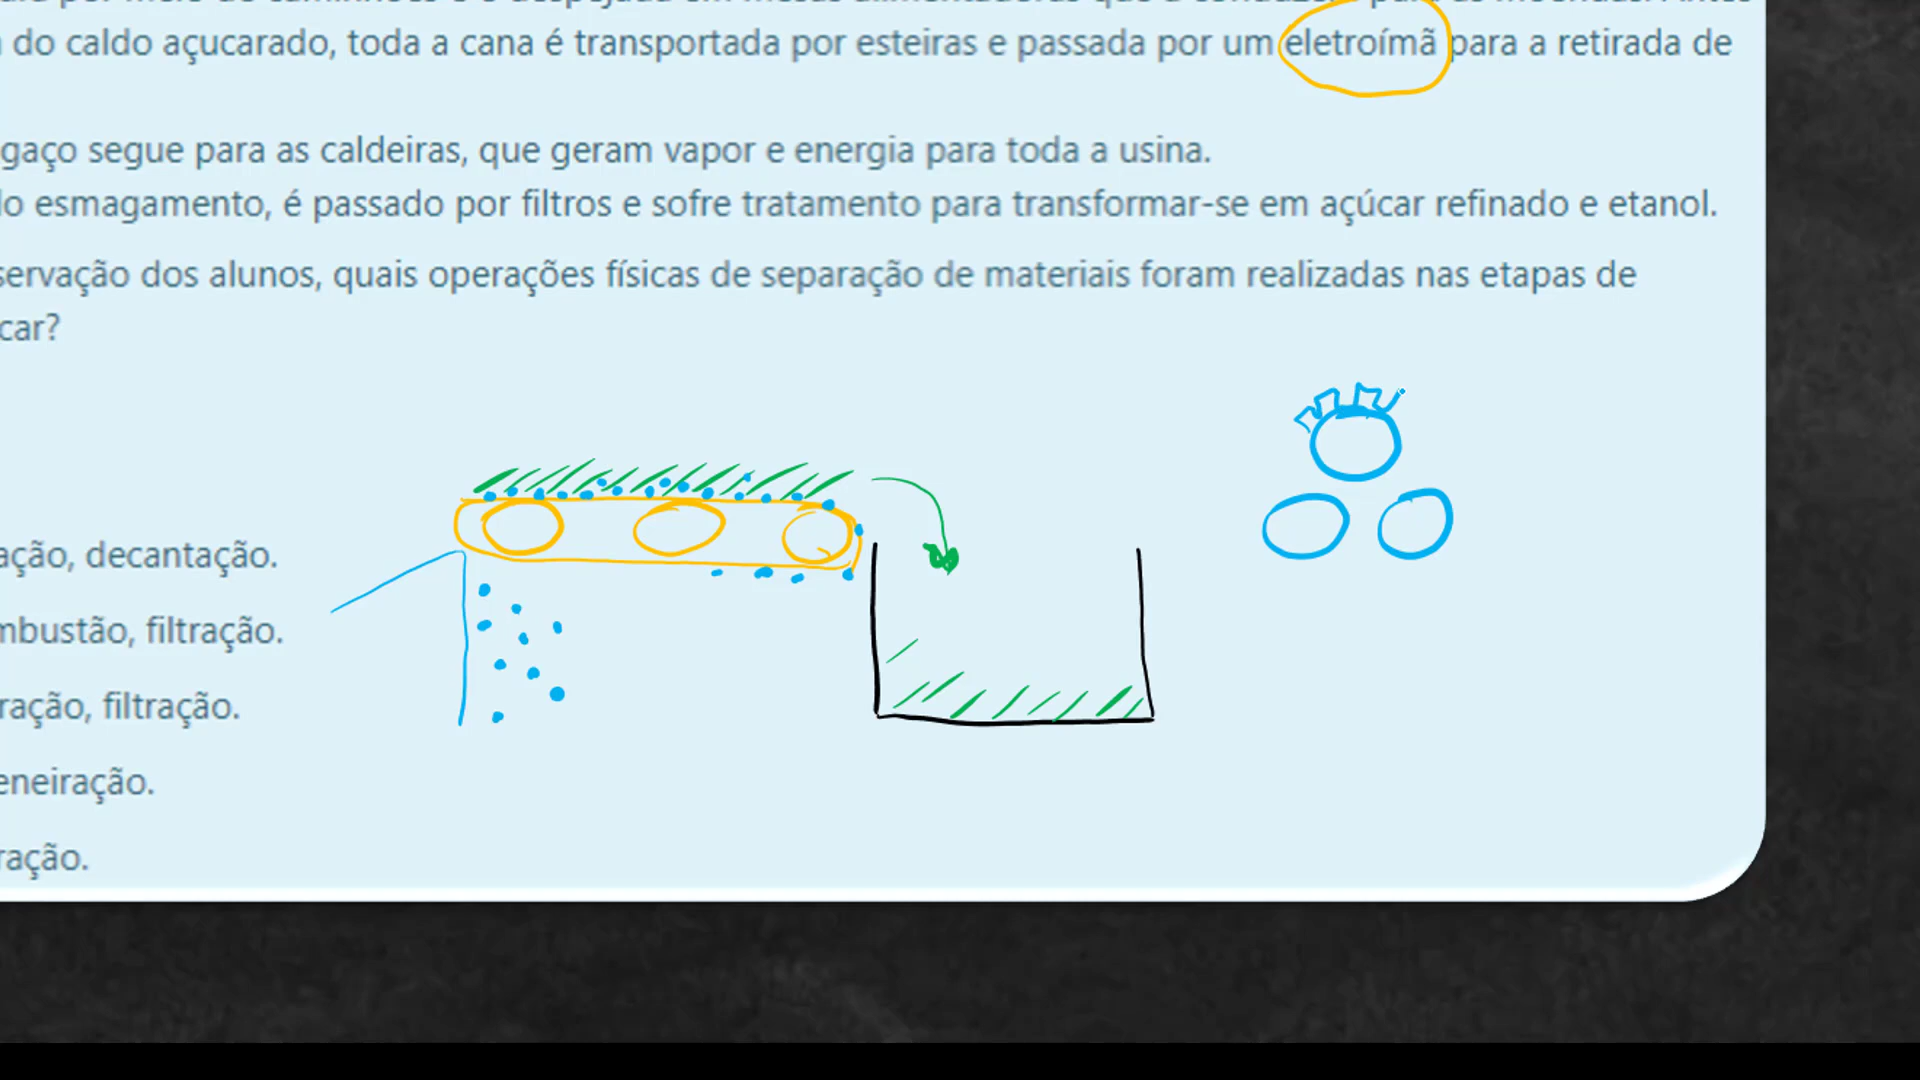 do caldo açucarado, toda a cana é transportada por esteiras e passada por um eletroímã para a retirada de
gaço segue para as caldeiras, que geram vapor e energia para toda a usina.
lo esmagamento, é passado por filtros e sofre tratamento para transformar-se em açúcar refinado e etanol.
servação dos alunos, quais operações físicas de separação de materiais foram realizadas nas etapas de
car?
ação, decantação.
mbustão, filtração.
ração, filtração.
eneiração.
ração.